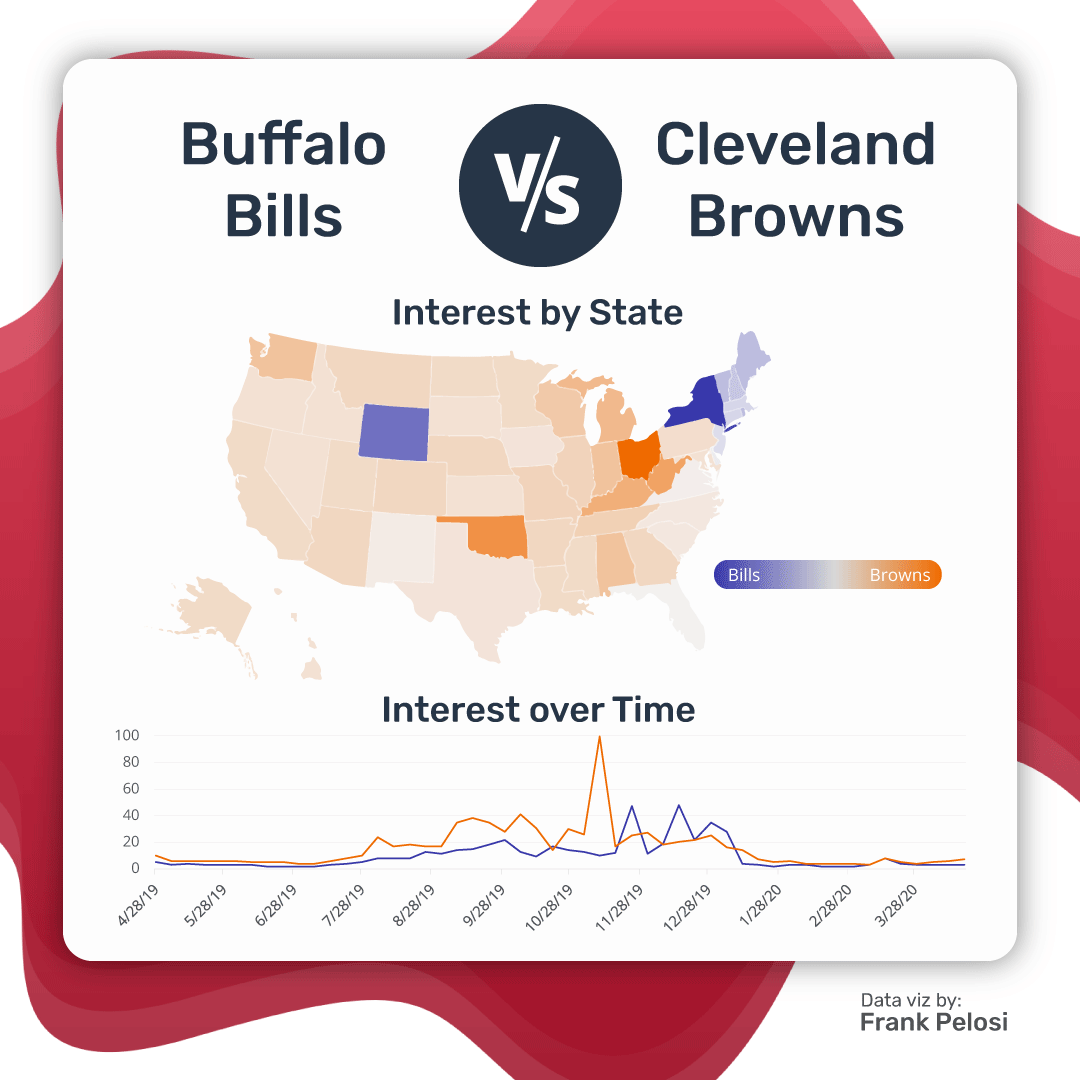 Buffalo
Bills
V/S
Cleveland
Browns
Interest by State
Bills
Browns
Interest over Time
100
80
60
40
20
0
4/28/19
5/28/19
6/28/19
7/28/19
8/28/19
9/28/19
10/28/19
11/28/19
12/28/19
1/28/20
2/28/20
3/28/20
Data viz by:
Frank Pelosi